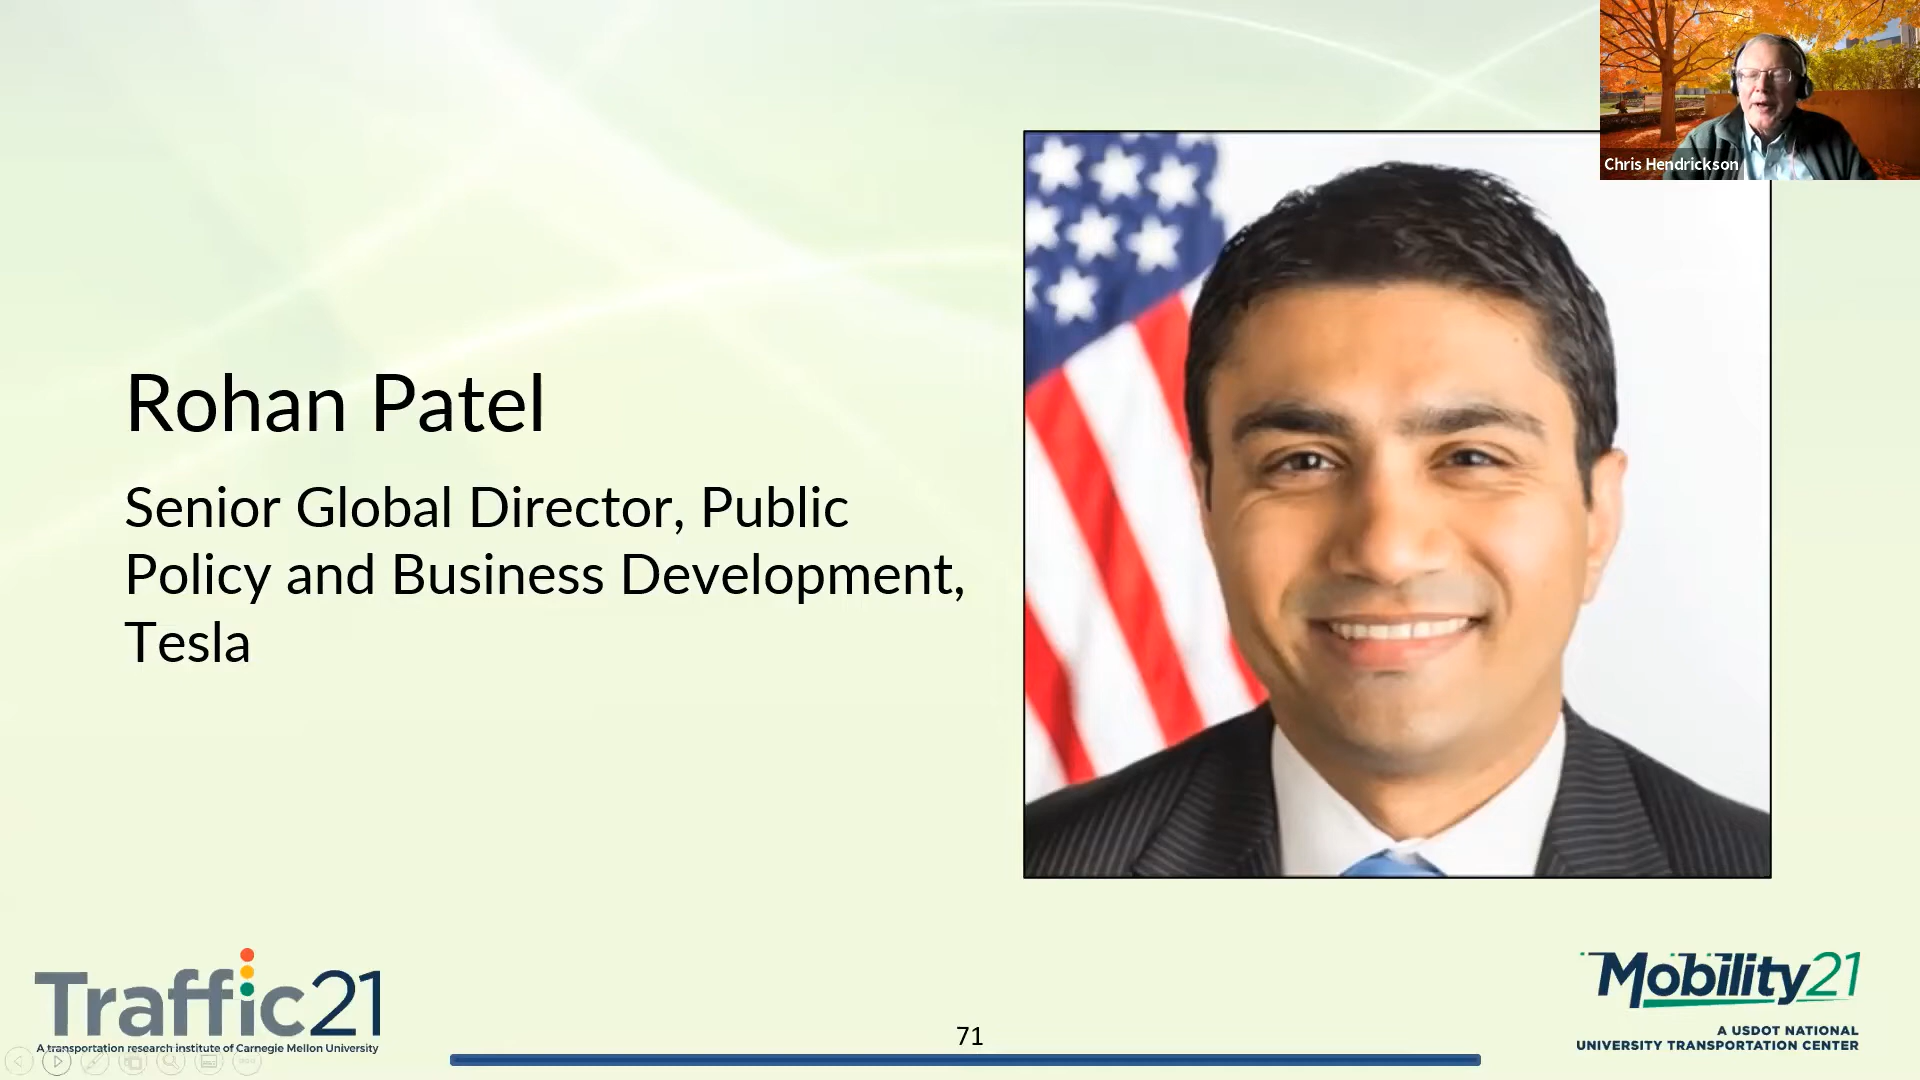 Chris Hendrickson
Rohan Patel
Senior Global Director, Public
Policy and Business Development,
Tesla
Traffic21
A transportation research institute of Carnegie Mellon University
71
Mobility21
A USDOT NATIONAL
UNIVERSITY TRANSPORTATION CENTER